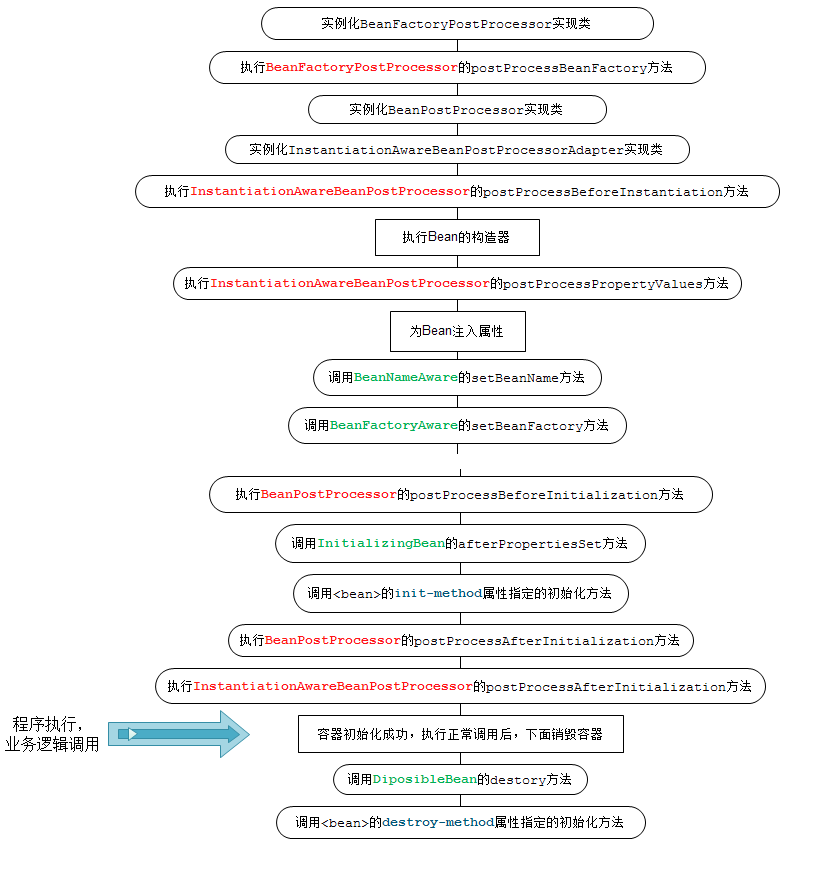 实例化BeanFactoryPostProcessor实现类
执行BeanFactoryPostProcessor的postProcessBeanFactory方法
实例化BeanPostProcessor实现类
实例化InstantiationAwareBeanPostProcessorAdapter实现类
执行InstantiationAwareBeanPostProcessor的postProcessBeforeInstantiation方法
执行Bean的构造器
执行InstantiationAwareBeanPostProcessor的postProcessPropertyValues方法
为Bean注入属性
调用BeanNameAware的setBeanName方法
调用BeanFactoryAware的setBeanFactory方法
执行BeanPostProcessor的postProcessBeforeInitialization方法
调用InitializingBean的afterPropertiesSet方法
调用<bean>的init-method属性指定的初始化方法
执行BeanPostProcessor的postProcessAfterInitialization方法
执行InstantiationAwareBeanPostProcessor的postProcessAfterInitialization方法
程序执行，
业务逻辑调用
容器初始化成功，执行正常调用后，下面销毁容器
调用DiposibleBean的destory方法
调用<bean>的destroy-method属性指定的初始化方法